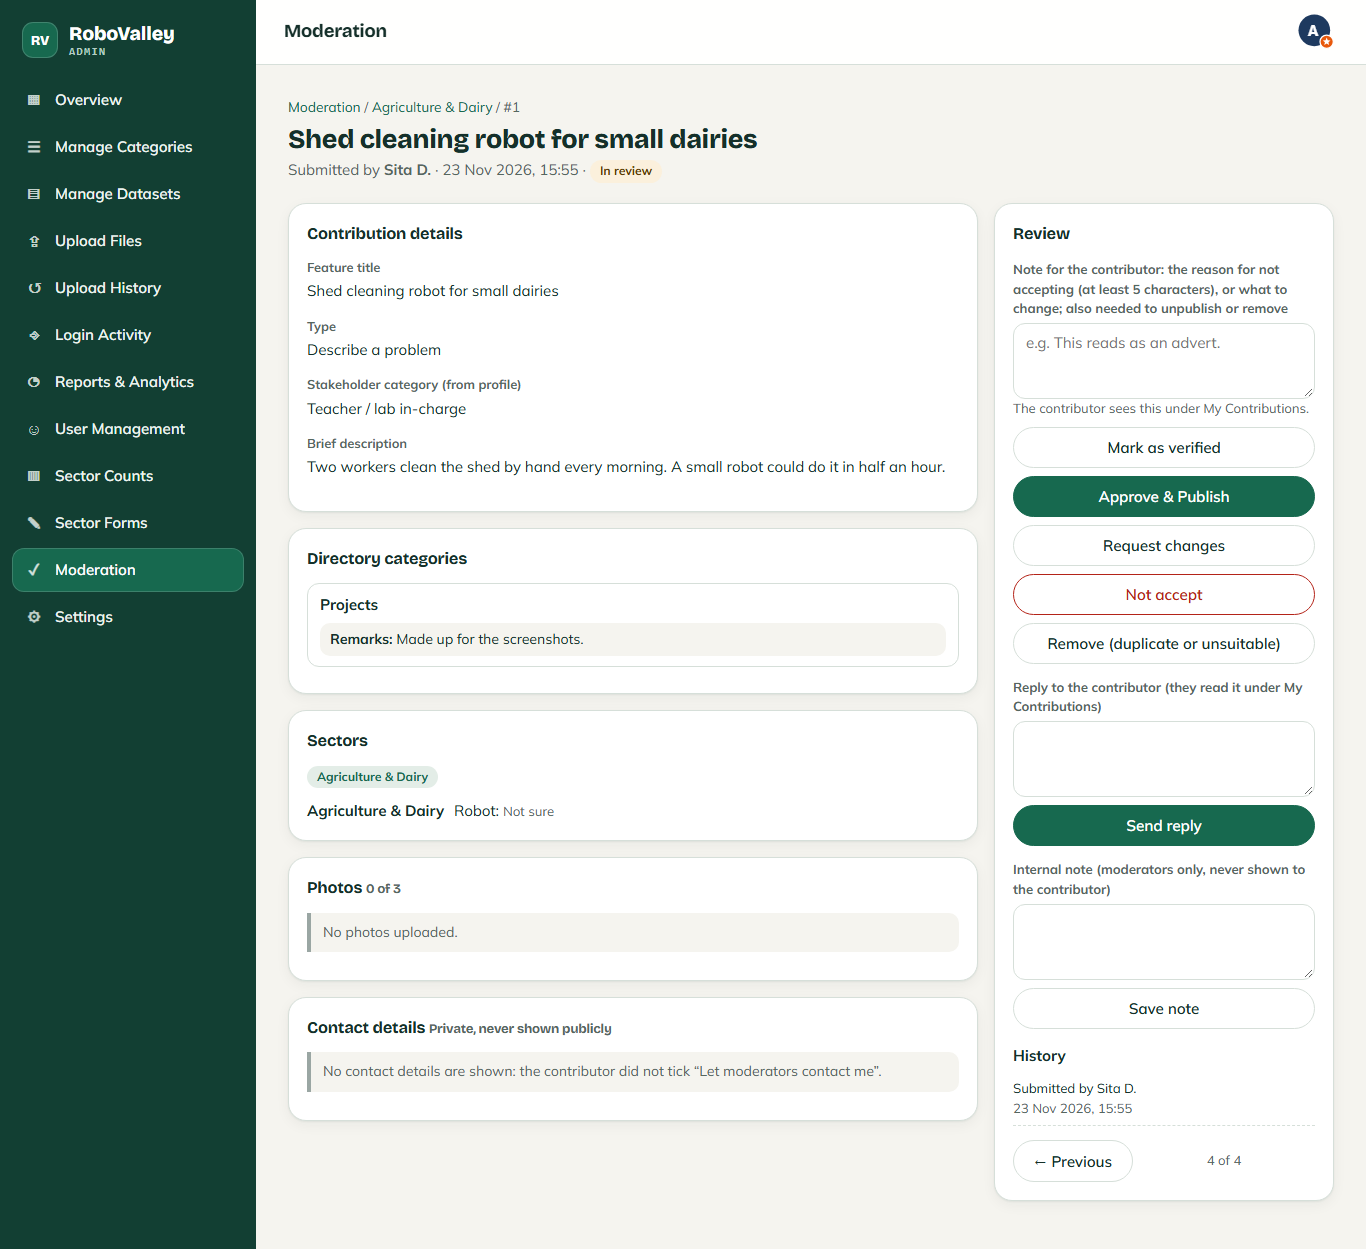 RV
RoboValley
ADMIN
Overview
Manage Categories
Manage Datasets
Upload Files
Upload History
Login Activity
Reports & Analytics
User Management
Sector Counts
Sector Forms
Moderation
Settings
Moderation
A
Moderation / Agriculture & Dairy / #1
Shed cleaning robot for small dairies
Submitted by Sita D. · 23 Nov 2026, 15:55 · In review
Contribution details
Feature title
Shed cleaning robot for small dairies
Type
Describe a problem
Stakeholder category (from profile)
Teacher / lab in-charge
Brief description
Two workers clean the shed by hand every morning. A small robot could do it in half an hour.
Directory categories
Projects
Remarks: Made up for the screenshots.
Sectors
Agriculture & Dairy
Agriculture & Dairy Robot: Not sure
Photos 0 of 3
No photos uploaded.
Contact details Private, never shown publicly
No contact details are shown: the contributor did not tick “Let moderators contact me”.
Review
Note for the contributor: the reason for not
accepting (at least 5 characters), or what to
change; also needed to unpublish or remove
e.g. This reads as an advert.
The contributor sees this under My Contributions.
Mark as verified
Approve & Publish
Request changes
Not accept
Remove (duplicate or unsuitable)
Reply to the contributor (they read it under My
Contributions)
Send reply
Internal note (moderators only, never shown to
the contributor)
Save note
History
Submitted by Sita D.
23 Nov 2026, 15:55
← Previous
4 of 4